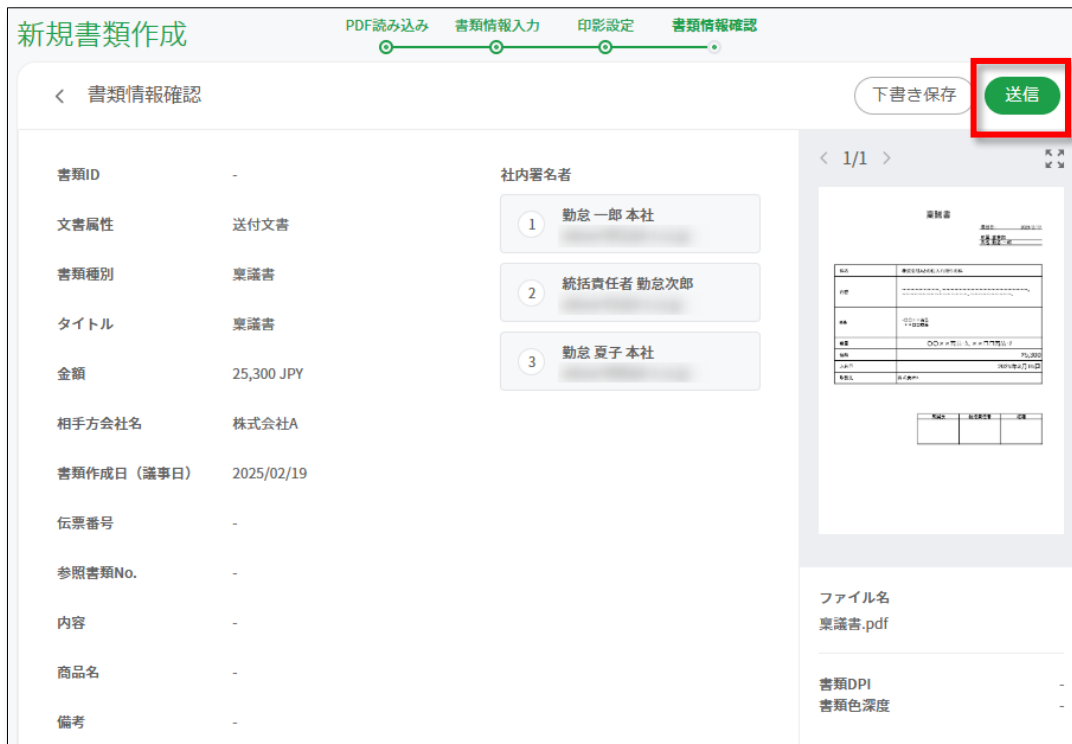 新規書類作成
PDF読み込み 書類情報入力 印影設定 書類情報確認
書類情報確認
下書き保存 送信
書類ID -
文書属性 送付文書
書類種別 稟議書
タイトル 稟議書
金額 25,300 JPY
相手方会社名 株式会社A
書類作成日（議事日） 2025/02/19
伝票番号 -
参照書類No. -
内容 -
商品名 -
備考 -
社内署名者
1 勤怠 一郎 本社
2 統括責任者 勤怠次郎
3 勤怠 夏子 本社
< 1/1 >
稟議書
ファイル名
稟議書.pdf
書類DPI -
書類色深度 -